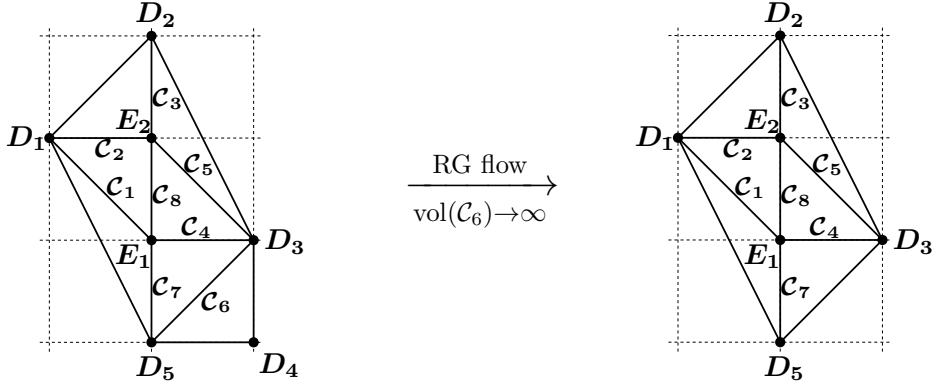 D₂
C₃
D₁
E₂
C₂
C₅
C₁
C₈
C₄
E₁
D₃
C₇
C₆
D₅
D₄
RG flow
vol(C₆)→∞
D₂
C₃
D₁
E₂
C₂
C₅
C₁
C₈
C₄
E₁
D₃
C₇
D₅